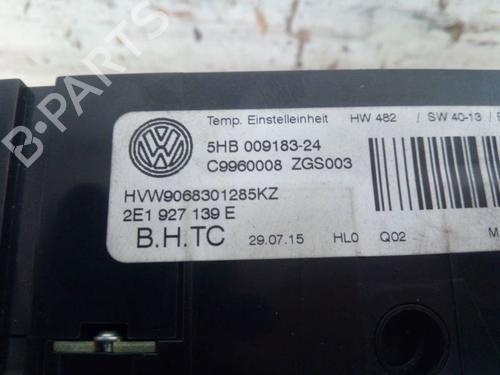 Temp. Einstelleinheit HW 482 / SW 40-13 /
5HB 009183-24
C9960008 ZGS003
HVW9068301285KZ
2E1 927 139 E
B.H.TC 29.07.15 HL0 Q02 M
B-PARTS